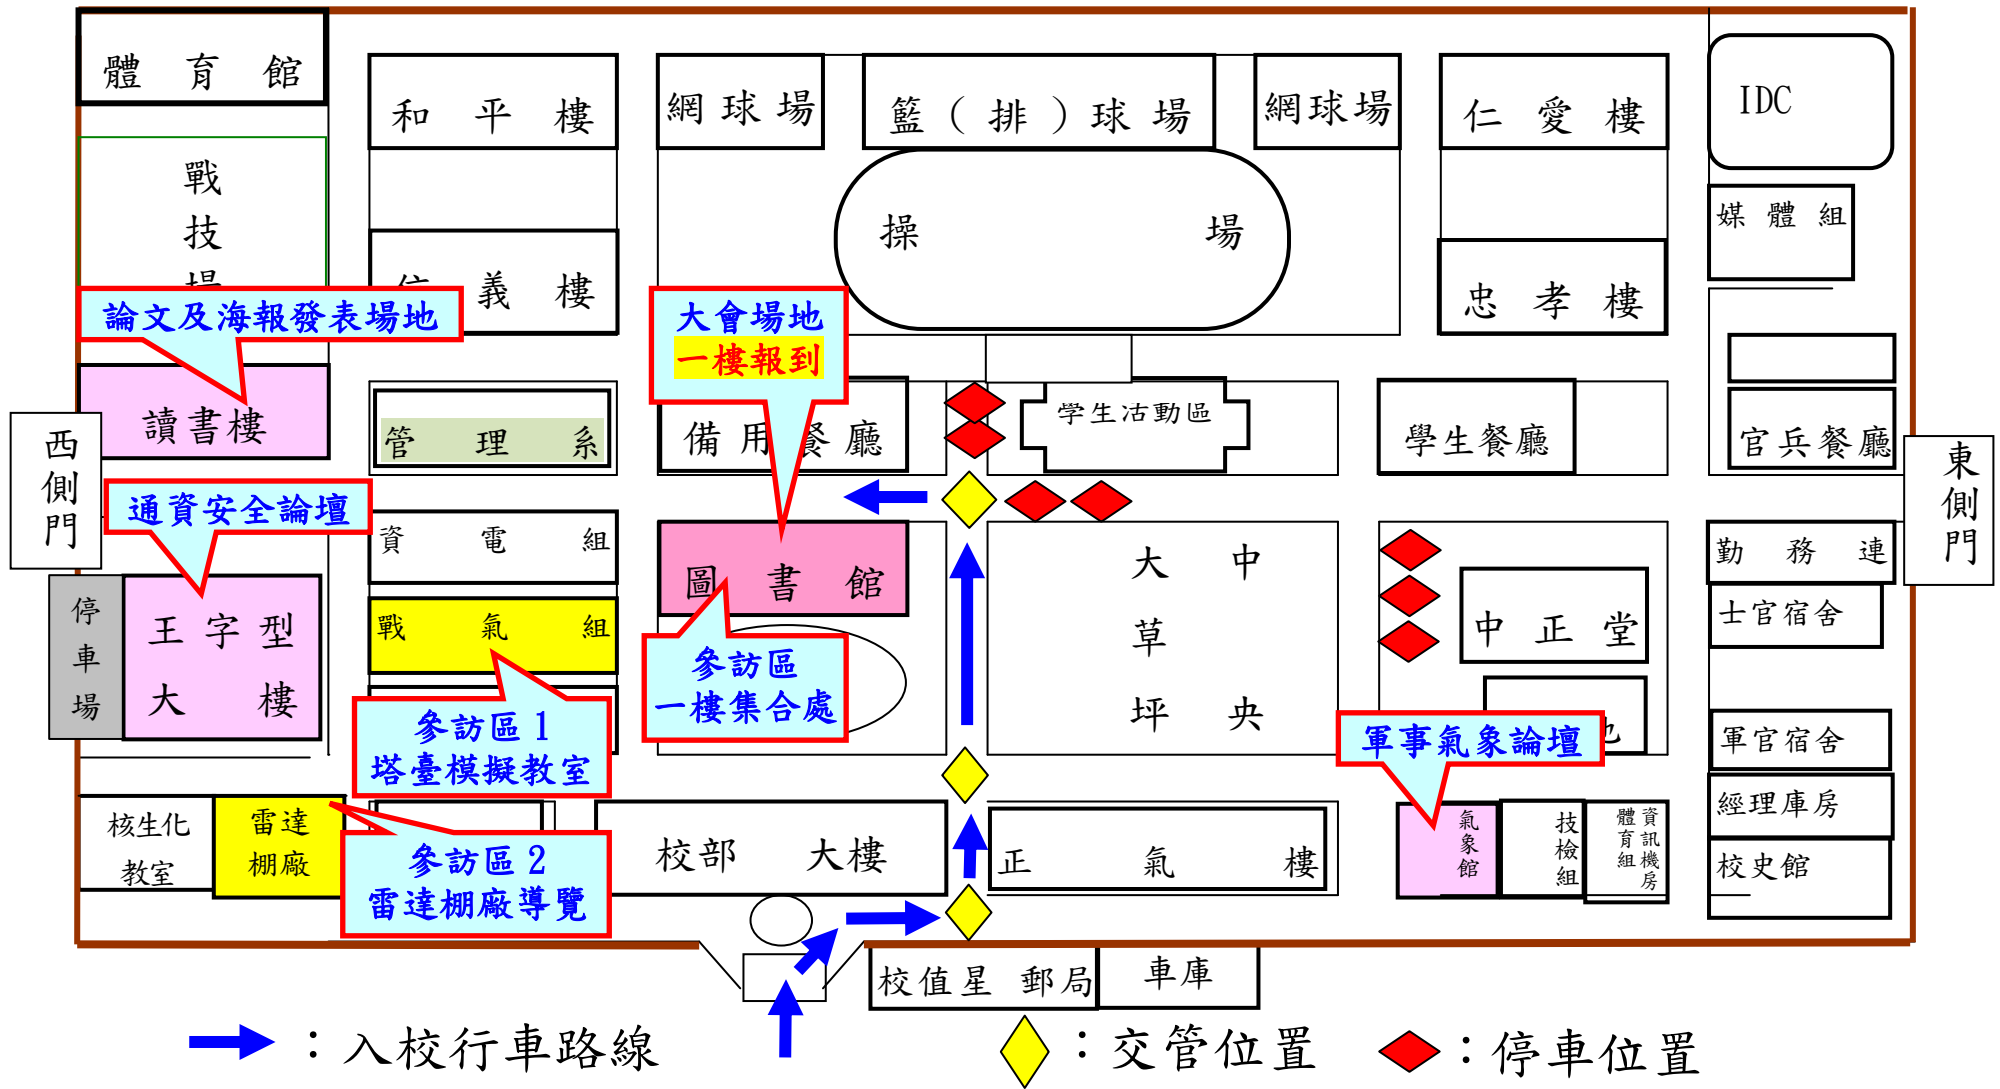 體育館
和平樓
網球場
籃(排)球場
網球場
仁愛樓
IDC
戰技場
操場
媒體組
信義樓
忠孝樓
論文及海報發表場地
大會場地
一樓報到
讀書樓
管理系
備用餐廳
學生活動區
學生餐廳
官兵餐廳
西側門
東側門
通資安全論壇
資電組
圖書館
大中
草
坪央
勤務連
停車場
王字型
大樓
戰氣組
參訪區
一樓集合處
中正堂
士官宿舍
參訪區1
塔臺模擬教室
軍事氣象論壇
軍官宿舍
核生化
教室
雷達
棚廠
參訪區2
雷達棚廠導覽
校部大樓
正氣樓
氣象館
技檢組
資訊機房
體育組
經理庫房
校史館
校值星 郵局
車庫
：入校行車路線
：交管位置
：停車位置